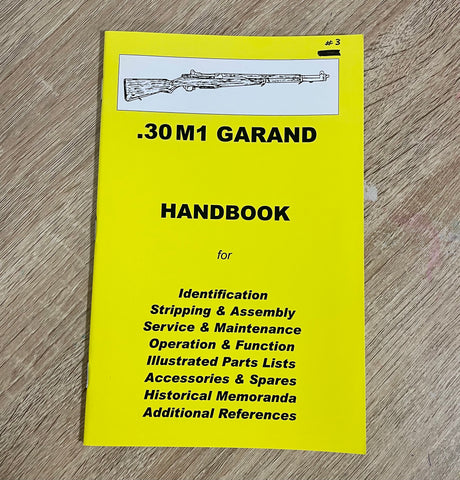 #3
.30 M1 GARAND
HANDBOOK
for
Identification
Stripping & Assembly
Service & Maintenance
Operation & Function
Illustrated Parts Lists
Accessories & Spares
Historical Memoranda
Additional References